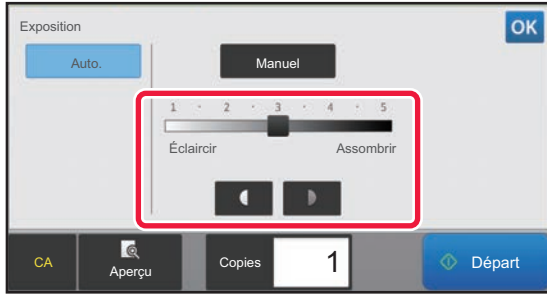 Exposition
OK
Auto.
Manuel
1 · 2 · 3 · 4 · 5
Éclaircir
Assombrir
CA
Aperçu
Copies
1
Départ